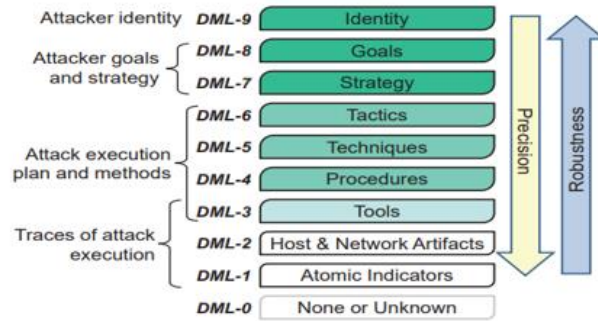 Attacker identity DML-9 Identity
Attacker goals and strategy
DML-8 Goals
DML-7 Strategy
Attack execution plan and methods
DML-6 Tactics
DML-5 Techniques
DML-4 Procedures
DML-3 Tools
Traces of attack execution
DML-2 Host & Network Artifacts
DML-1 Atomic Indicators
DML-0 None or Unknown
Precision
Robustness